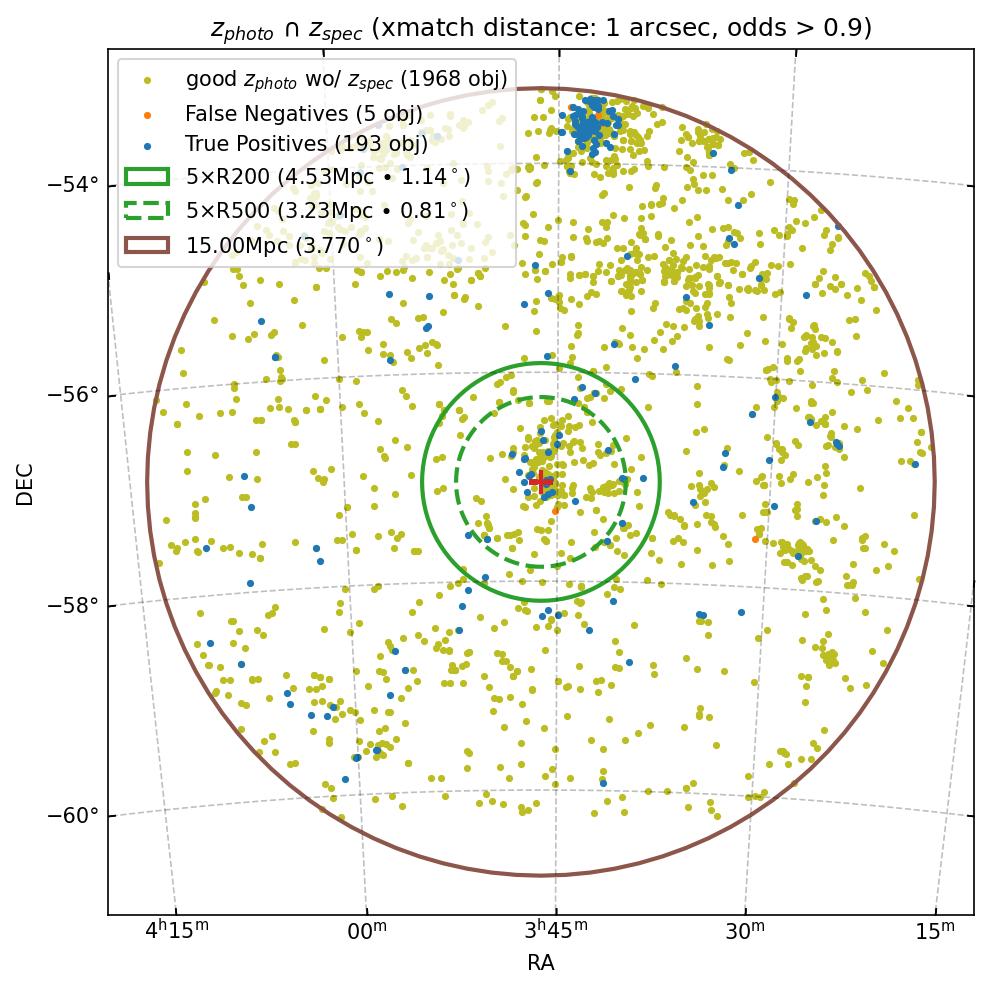 z_photo ∩ z_spec (xmatch distance: 1 arcsec, odds > 0.9)
good z_photo wo/ z_spec (1968 obj)
False Negatives (5 obj)
True Positives (193 obj)
5×R200 (4.53Mpc • 1.14°)
5×R500 (3.23Mpc • 0.81°)
15.00Mpc (3.770°)
−54°
−56°
−58°
−60°
DEC
4h15m 00m 3h45m 30m 15m
RA